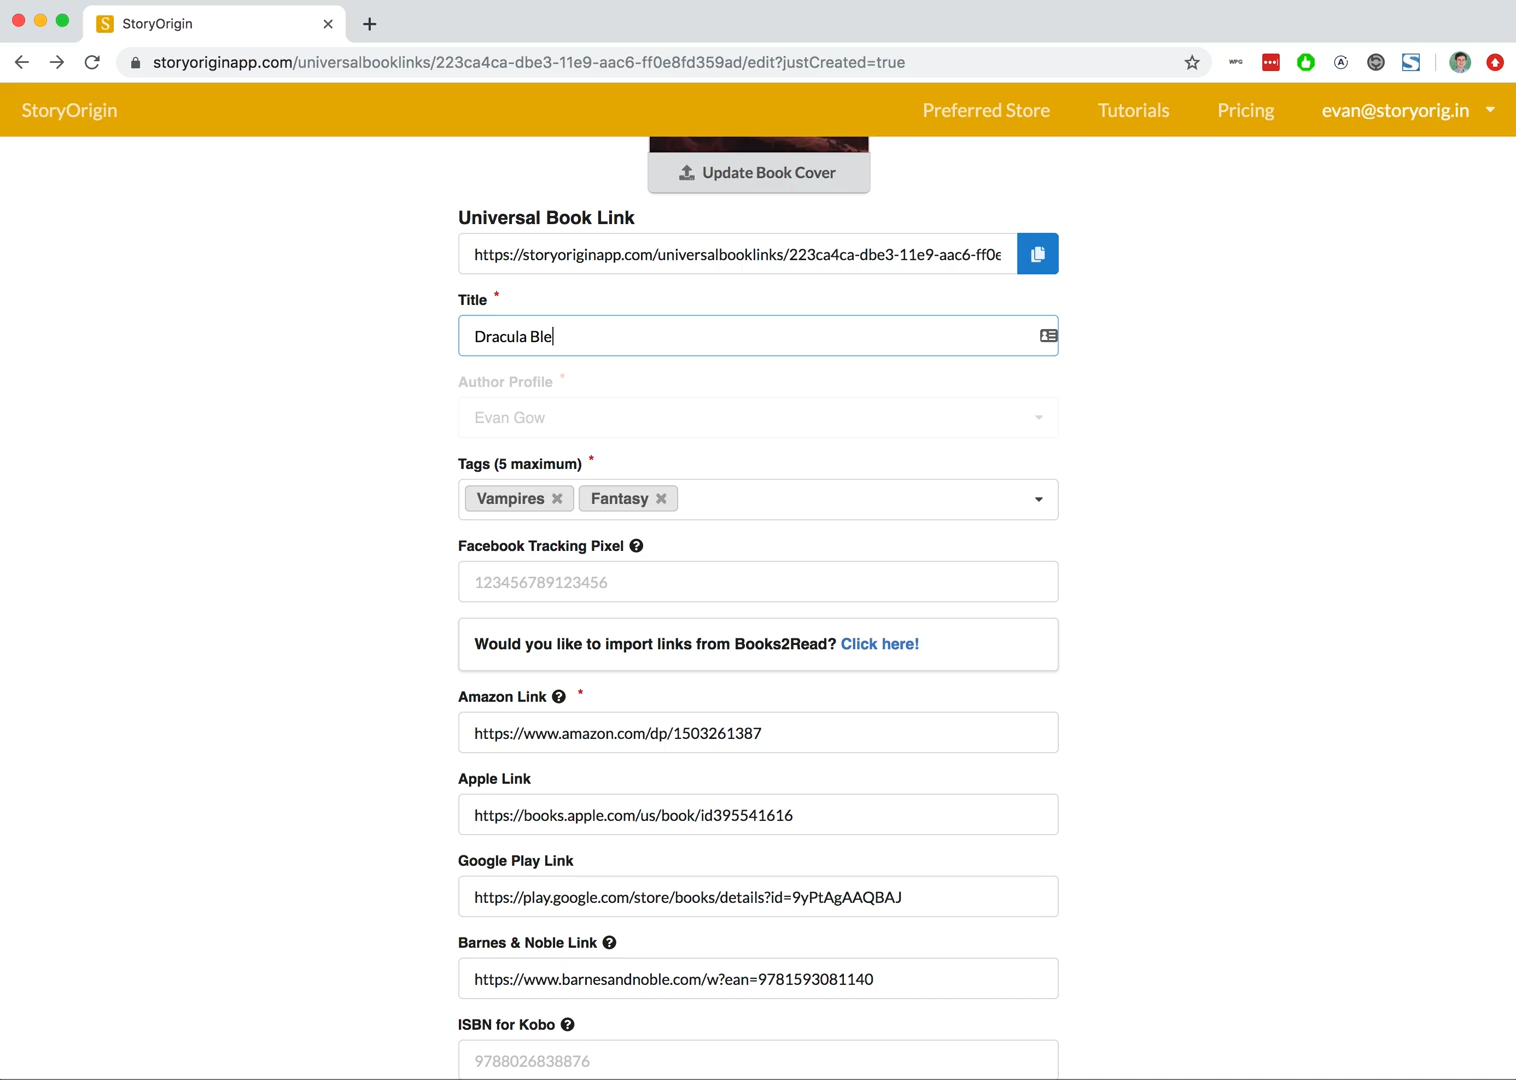 StoryOrigin
storyoriginapp.com/universalbooklinks/223ca4ca-dbe3-11e9-aac6-ff0e8fd359ad/edit?justCreated=true
WPG
StoryOrigin
Preferred Store
Tutorials
Pricing
evan@storyorig.in
Update Book Cover
Universal Book Link
https://storyoriginapp.com/universalbooklinks/223ca4ca-dbe3-11e9-aac6-ff0e
Title *
Dracula Ble
Author Profile *
Evan Gow
Tags (5 maximum) *
Vampires
Fantasy
Facebook Tracking Pixel
123456789123456
Would you like to import links from Books2Read? Click here!
Amazon Link *
https://www.amazon.com/dp/1503261387
Apple Link
https://books.apple.com/us/book/id395541616
Google Play Link
https://play.google.com/store/books/details?id=9yPtAgAAQBAJ
Barnes & Noble Link
https://www.barnesandnoble.com/w?ean=9781593081140
ISBN for Kobo
9788026838876